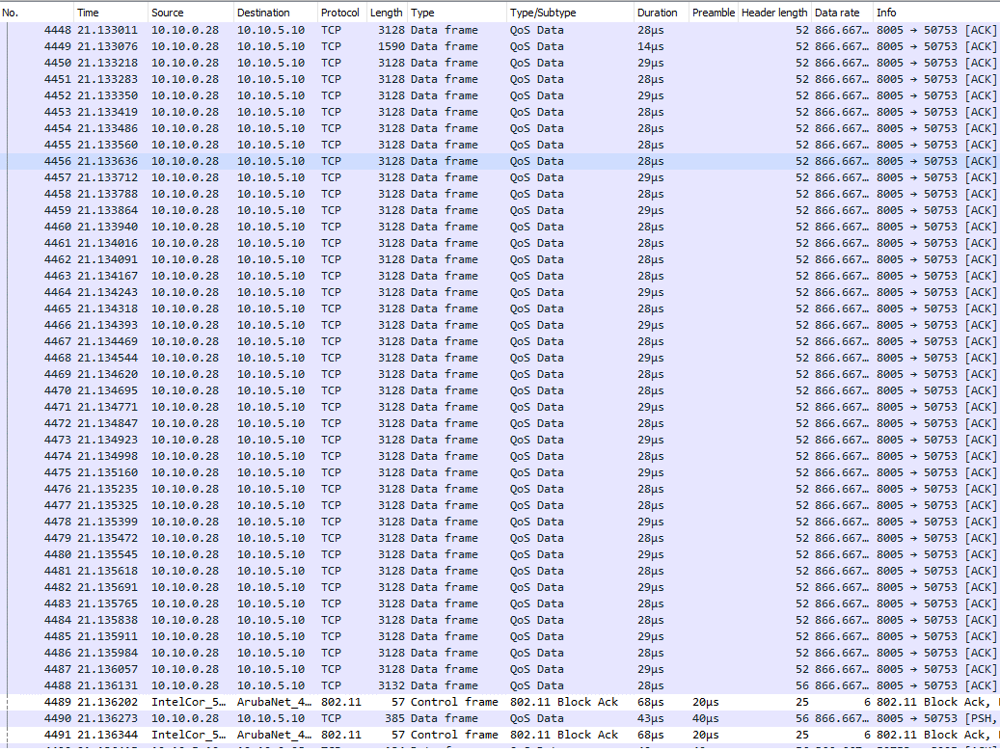 No. Time Source Destination Protocol Length Type Type/Subtype Duration Preamble Header length Data rate Info
4448 21.133011 10.10.0.28 10.10.5.10 TCP 3128 Data frame QoS Data 28µs 52 866.667… 8005 → 50753 [ACK]
4449 21.133076 10.10.0.28 10.10.5.10 TCP 1590 Data frame QoS Data 14µs 52 866.667… 8005 → 50753 [ACK]
4450 21.133218 10.10.0.28 10.10.5.10 TCP 3128 Data frame QoS Data 29µs 52 866.667… 8005 → 50753 [ACK]
4451 21.133283 10.10.0.28 10.10.5.10 TCP 3128 Data frame QoS Data 28µs 52 866.667… 8005 → 50753 [ACK]
4452 21.133350 10.10.0.28 10.10.5.10 TCP 3128 Data frame QoS Data 29µs 52 866.667… 8005 → 50753 [ACK]
4453 21.133419 10.10.0.28 10.10.5.10 TCP 3128 Data frame QoS Data 28µs 52 866.667… 8005 → 50753 [ACK]
4454 21.133486 10.10.0.28 10.10.5.10 TCP 3128 Data frame QoS Data 28µs 52 866.667… 8005 → 50753 [ACK]
4455 21.133560 10.10.0.28 10.10.5.10 TCP 3128 Data frame QoS Data 28µs 52 866.667… 8005 → 50753 [ACK]
4456 21.133636 10.10.0.28 10.10.5.10 TCP 3128 Data frame QoS Data 28µs 52 866.667… 8005 → 50753 [ACK]
4457 21.133712 10.10.0.28 10.10.5.10 TCP 3128 Data frame QoS Data 29µs 52 866.667… 8005 → 50753 [ACK]
4458 21.133788 10.10.0.28 10.10.5.10 TCP 3128 Data frame QoS Data 28µs 52 866.667… 8005 → 50753 [ACK]
4459 21.133864 10.10.0.28 10.10.5.10 TCP 3128 Data frame QoS Data 29µs 52 866.667… 8005 → 50753 [ACK]
4460 21.133940 10.10.0.28 10.10.5.10 TCP 3128 Data frame QoS Data 28µs 52 866.667… 8005 → 50753 [ACK]
4461 21.134016 10.10.0.28 10.10.5.10 TCP 3128 Data frame QoS Data 28µs 52 866.667… 8005 → 50753 [ACK]
4462 21.134091 10.10.0.28 10.10.5.10 TCP 3128 Data frame QoS Data 28µs 52 866.667… 8005 → 50753 [ACK]
4463 21.134167 10.10.0.28 10.10.5.10 TCP 3128 Data frame QoS Data 28µs 52 866.667… 8005 → 50753 [ACK]
4464 21.134243 10.10.0.28 10.10.5.10 TCP 3128 Data frame QoS Data 29µs 52 866.667… 8005 → 50753 [ACK]
4465 21.134318 10.10.0.28 10.10.5.10 TCP 3128 Data frame QoS Data 28µs 52 866.667… 8005 → 50753 [ACK]
4466 21.134393 10.10.0.28 10.10.5.10 TCP 3128 Data frame QoS Data 29µs 52 866.667… 8005 → 50753 [ACK]
4467 21.134469 10.10.0.28 10.10.5.10 TCP 3128 Data frame QoS Data 28µs 52 866.667… 8005 → 50753 [ACK]
4468 21.134544 10.10.0.28 10.10.5.10 TCP 3128 Data frame QoS Data 29µs 52 866.667… 8005 → 50753 [ACK]
4469 21.134620 10.10.0.28 10.10.5.10 TCP 3128 Data frame QoS Data 28µs 52 866.667… 8005 → 50753 [ACK]
4470 21.134695 10.10.0.28 10.10.5.10 TCP 3128 Data frame QoS Data 28µs 52 866.667… 8005 → 50753 [ACK]
4471 21.134771 10.10.0.28 10.10.5.10 TCP 3128 Data frame QoS Data 29µs 52 866.667… 8005 → 50753 [ACK]
4472 21.134847 10.10.0.28 10.10.5.10 TCP 3128 Data frame QoS Data 28µs 52 866.667… 8005 → 50753 [ACK]
4473 21.134923 10.10.0.28 10.10.5.10 TCP 3128 Data frame QoS Data 29µs 52 866.667… 8005 → 50753 [ACK]
4474 21.134998 10.10.0.28 10.10.5.10 TCP 3128 Data frame QoS Data 28µs 52 866.667… 8005 → 50753 [ACK]
4475 21.135160 10.10.0.28 10.10.5.10 TCP 3128 Data frame QoS Data 29µs 52 866.667… 8005 → 50753 [ACK]
4476 21.135235 10.10.0.28 10.10.5.10 TCP 3128 Data frame QoS Data 28µs 52 866.667… 8005 → 50753 [ACK]
4477 21.135325 10.10.0.28 10.10.5.10 TCP 3128 Data frame QoS Data 28µs 52 866.667… 8005 → 50753 [ACK]
4478 21.135399 10.10.0.28 10.10.5.10 TCP 3128 Data frame QoS Data 29µs 52 866.667… 8005 → 50753 [ACK]
4479 21.135472 10.10.0.28 10.10.5.10 TCP 3128 Data frame QoS Data 28µs 52 866.667… 8005 → 50753 [ACK]
4480 21.135545 10.10.0.28 10.10.5.10 TCP 3128 Data frame QoS Data 29µs 52 866.667… 8005 → 50753 [ACK]
4481 21.135618 10.10.0.28 10.10.5.10 TCP 3128 Data frame QoS Data 28µs 52 866.667… 8005 → 50753 [ACK]
4482 21.135691 10.10.0.28 10.10.5.10 TCP 3128 Data frame QoS Data 29µs 52 866.667… 8005 → 50753 [ACK]
4483 21.135765 10.10.0.28 10.10.5.10 TCP 3128 Data frame QoS Data 28µs 52 866.667… 8005 → 50753 [ACK]
4484 21.135838 10.10.0.28 10.10.5.10 TCP 3128 Data frame QoS Data 28µs 52 866.667… 8005 → 50753 [ACK]
4485 21.135911 10.10.0.28 10.10.5.10 TCP 3128 Data frame QoS Data 29µs 52 866.667… 8005 → 50753 [ACK]
4486 21.135984 10.10.0.28 10.10.5.10 TCP 3128 Data frame QoS Data 28µs 52 866.667… 8005 → 50753 [ACK]
4487 21.136057 10.10.0.28 10.10.5.10 TCP 3128 Data frame QoS Data 29µs 52 866.667… 8005 → 50753 [ACK]
4488 21.136131 10.10.0.28 10.10.5.10 TCP 3132 Data frame QoS Data 28µs 56 866.667… 8005 → 50753 [ACK]
4489 21.136202 IntelCor_5… ArubaNet_4… 802.11 57 Control frame 802.11 Block Ack 68µs 20µs 25 6 802.11 Block Ack,
4490 21.136273 10.10.0.28 10.10.5.10 TCP 385 Data frame QoS Data 43µs 40µs 56 866.667… 8005 → 50753 [PSH,
4491 21.136344 IntelCor_5… ArubaNet_4… 802.11 57 Control frame 802.11 Block Ack 68µs 20µs 25 6 802.11 Block Ack,